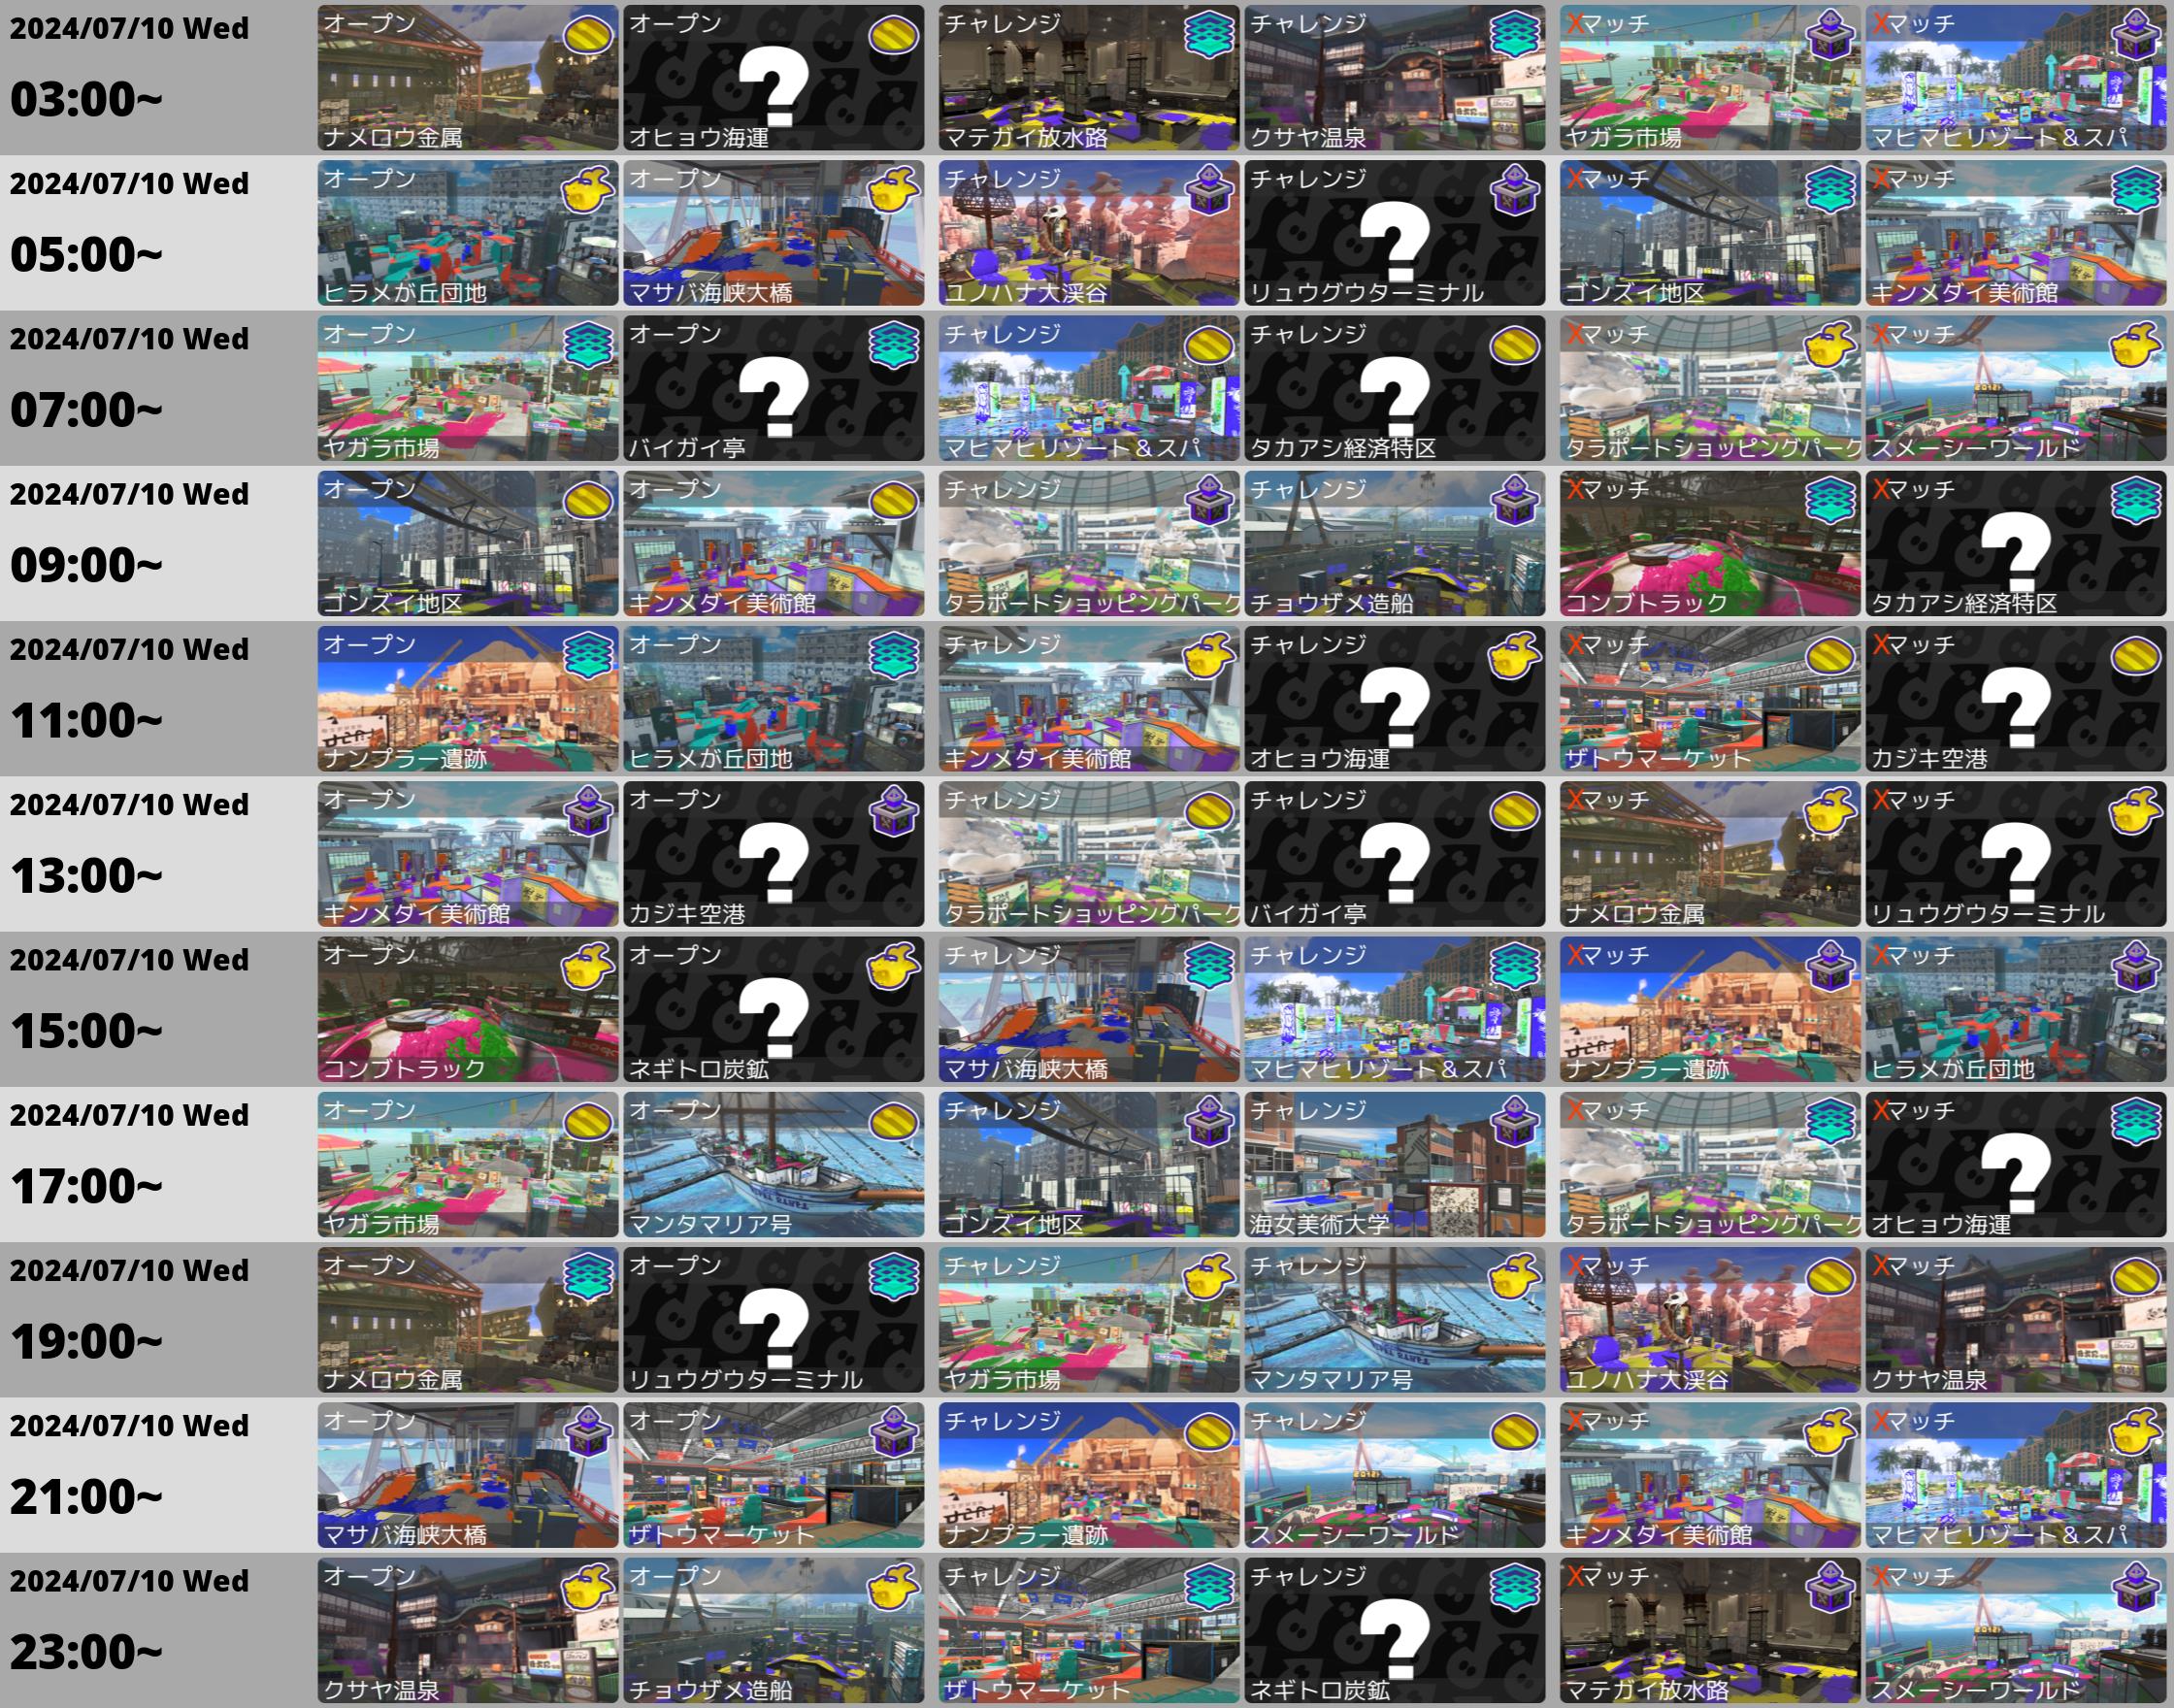 2024/07/10 Wed
03:00~
オープン
ナメロウ金属
オープン
?
オヒョウ海運
チャレンジ
マテガイ放水路
チャレンジ
クサヤ温泉
Xマッチ
ヤガラ市場
Xマッチ
マヒマヒリゾート&スパ
2024/07/10 Wed
05:00~
オープン
ヒラメが丘団地
オープン
マサバ海峡大橋
チャレンジ
ユノハナ大渓谷
チャレンジ
?
リュウグウターミナル
Xマッチ
ゴンズイ地区
Xマッチ
キンメダイ美術館
2024/07/10 Wed
07:00~
オープン
ヤガラ市場
オープン
?
バイガイ亭
チャレンジ
マヒマヒリゾート&スパ
チャレンジ
?
タカアシ経済特区
Xマッチ
タラポートショッピングパーク
Xマッチ
スメーシーワールド
2024/07/10 Wed
09:00~
オープン
ゴンズイ地区
オープン
キンメダイ美術館
チャレンジ
タラポートショッピングパーク
チャレンジ
チョウザメ造船
Xマッチ
コンブトラック
Xマッチ
?
タカアシ経済特区
2024/07/10 Wed
11:00~
オープン
ナンプラー遺跡
オープン
ヒラメが丘団地
チャレンジ
キンメダイ美術館
チャレンジ
?
オヒョウ海運
Xマッチ
ザトウマーケット
Xマッチ
?
カジキ空港
2024/07/10 Wed
13:00~
オープン
キンメダイ美術館
オープン
?
カジキ空港
チャレンジ
タラポートショッピングパーク
チャレンジ
?
バイガイ亭
Xマッチ
ナメロウ金属
Xマッチ
?
リュウグウターミナル
2024/07/10 Wed
15:00~
オープン
コンブトラック
オープン
?
ネギトロ炭鉱
チャレンジ
マサバ海峡大橋
チャレンジ
マヒマヒリゾート&スパ
Xマッチ
ナンプラー遺跡
Xマッチ
ヒラメが丘団地
2024/07/10 Wed
17:00~
オープン
ヤガラ市場
オープン
マンタマリア号
チャレンジ
ゴンズイ地区
チャレンジ
海女美術大学
Xマッチ
タラポートショッピングパーク
Xマッチ
?
オヒョウ海運
2024/07/10 Wed
19:00~
オープン
ナメロウ金属
オープン
?
リュウグウターミナル
チャレンジ
ヤガラ市場
チャレンジ
マンタマリア号
Xマッチ
ユノハナ大渓谷
Xマッチ
クサヤ温泉
2024/07/10 Wed
21:00~
オープン
マサバ海峡大橋
オープン
ザトウマーケット
チャレンジ
ナンプラー遺跡
チャレンジ
スメーシーワールド
Xマッチ
キンメダイ美術館
Xマッチ
マヒマヒリゾート&スパ
2024/07/10 Wed
23:00~
オープン
クサヤ温泉
オープン
チョウザメ造船
チャレンジ
ザトウマーケット
チャレンジ
?
ネギトロ炭鉱
Xマッチ
マテガイ放水路
Xマッチ
スメーシーワールド